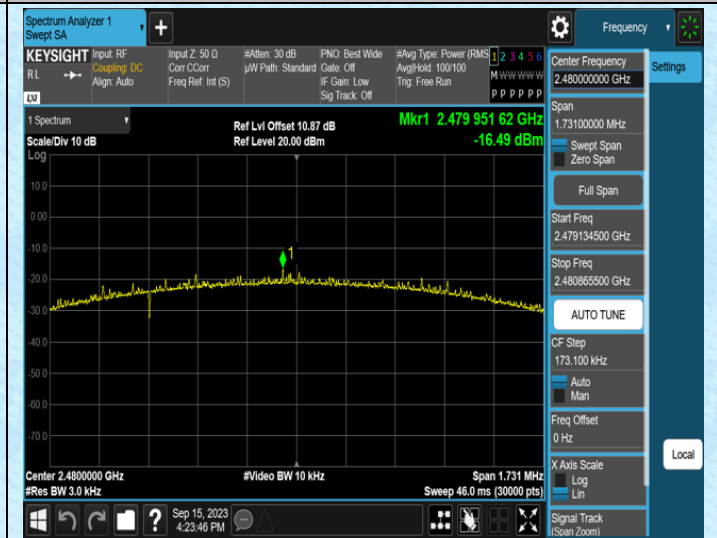 Spectrum Analyzer 1
Swept SA
Frequency
KEYSIGHT
RL
LXI
Input: RF
Coupling: DC
Align: Auto
Input Z: 50 Ω
Corr CCorr
Freq Ref: Int (S)
#Atten: 30 dB
µW Path: Standard
PNO: Best Wide
Gate: Off
IF Gain: Low
Sig Track: Off
#Avg Type: Power (RMS
Avg|Hold: 100/100
Trig: Free Run
1 2 3 4 5 6
M W W W W W
P P P P P P
1 Spectrum
Scale/Div 10 dB
Log
Ref Lvl Offset 10.87 dB
Ref Level 20.00 dBm
Mkr1 2.479 951 62 GHz
-16.49 dBm
10.0
0.00
-10.0
1
-20.0
-30.0
-40.0
-50.0
-60.0
-70.0
Center 2.4800000 GHz
#Res BW 3.0 kHz
#Video BW 10 kHz
Span 1.731 MHz
Sweep 46.0 ms (30000 pts)
Sep 15, 2023
4:23:46 PM
Center Frequency
2.480000000 GHz
Span
1.73100000 MHz
Swept Span
Zero Span
Full Span
Start Freq
2.479134500 GHz
Stop Freq
2.480865500 GHz
AUTO TUNE
CF Step
173.100 kHz
Auto
Man
Freq Offset
0 Hz
X Axis Scale
Log
Lin
Signal Track
(Span Zoom)
Settings
Local